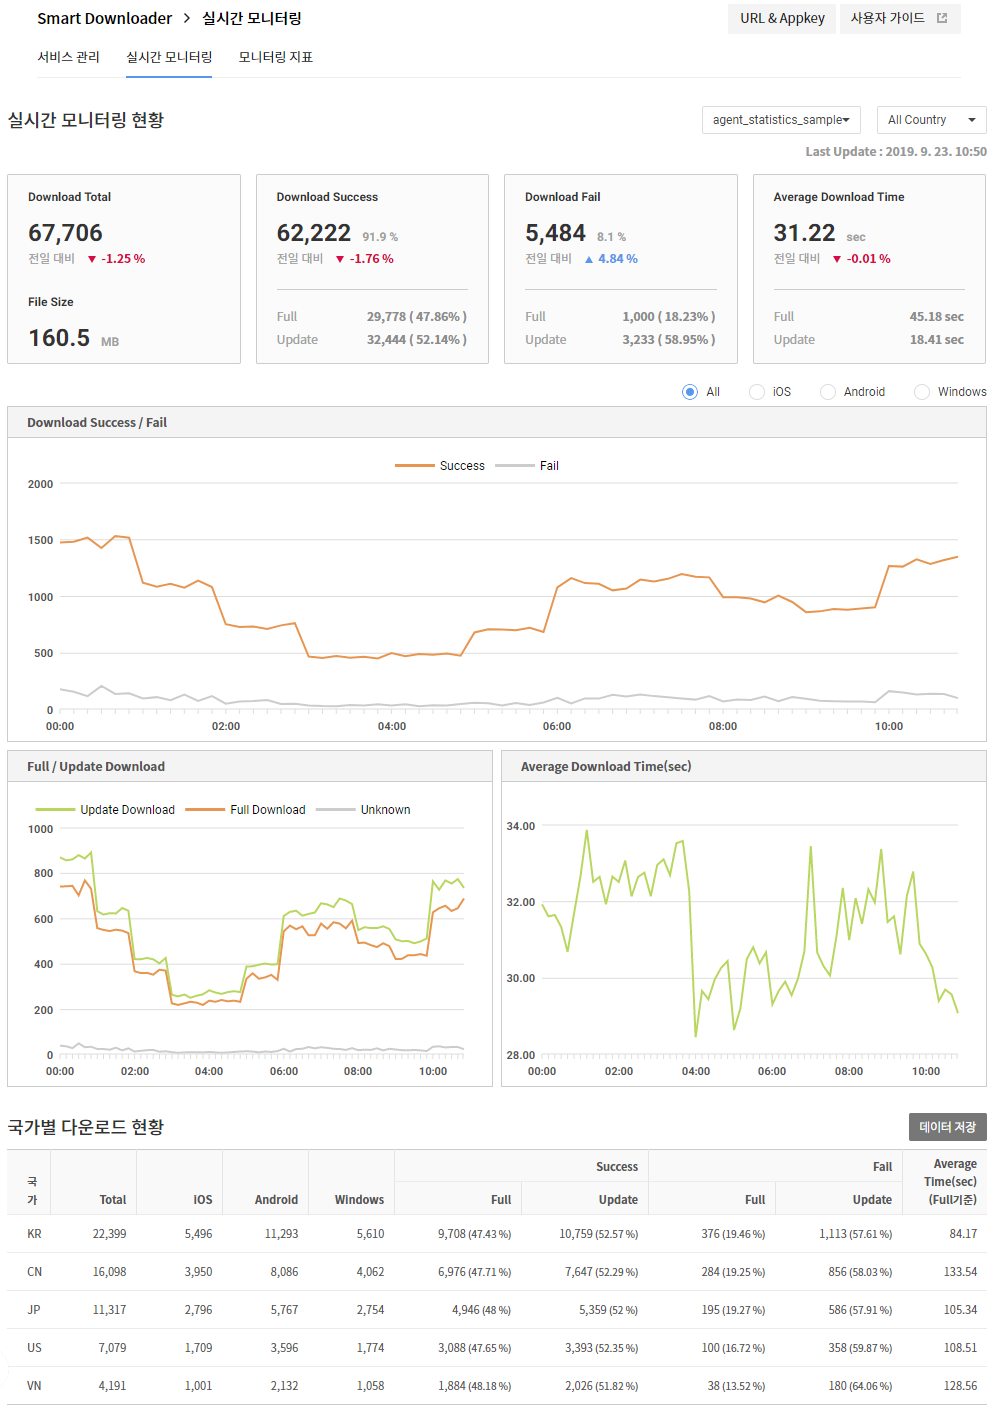 Smart Downloader > 실시간 모니터링
URL & Appkey
사용자 가이드
서비스 관리 실시간 모니터링 모니터링 지표
실시간 모니터링 현황
agent_statistics_sample
All Country
Last Update : 2019. 9. 23. 10:50
Download Total
67,706
전일 대비 ▼ -1.25 %
File Size
160.5 MB
Download Success
62,222 91.9 %
전일 대비 ▼ -1.76 %
Full 29,778 ( 47.86% )
Update 32,444 ( 52.14% )
Download Fail
5,484 8.1 %
전일 대비 ▲ 4.84 %
Full 1,000 ( 18.23% )
Update 3,233 ( 58.95% )
Average Download Time
31.22 sec
전일 대비 ▼ -0.01 %
Full 45.18 sec
Update 18.41 sec
All iOS Android Windows
Download Success / Fail
Success Fail
2000
1500
1000
500
0
00:00 02:00 04:00 06:00 08:00 10:00
Full / Update Download
Update Download Full Download Unknown
1000
800
600
400
200
0
00:00 02:00 04:00 06:00 08:00 10:00
Average Download Time(sec)
34.00
32.00
30.00
28.00
00:00 02:00 04:00 06:00 08:00 10:00
국가별 다운로드 현황
데이터 저장
국가 Total iOS Android Windows Success Fail Average Time(sec) (Full기준)
Full Update Full Update
KR 22,399 5,496 11,293 5,610 9,708 (47.43 %) 10,759 (52.57 %) 376 (19.46 %) 1,113 (57.61 %) 84.17
CN 16,098 3,950 8,086 4,062 6,976 (47.71 %) 7,647 (52.29 %) 284 (19.25 %) 856 (58.03 %) 133.54
JP 11,317 2,796 5,767 2,754 4,946 (48 %) 5,359 (52 %) 195 (19.27 %) 586 (57.91 %) 105.34
US 7,079 1,709 3,596 1,774 3,088 (47.65 %) 3,393 (52.35 %) 100 (16.72 %) 358 (59.87 %) 108.51
VN 4,191 1,001 2,132 1,058 1,884 (48.18 %) 2,026 (51.82 %) 38 (13.52 %) 180 (64.06 %) 128.56